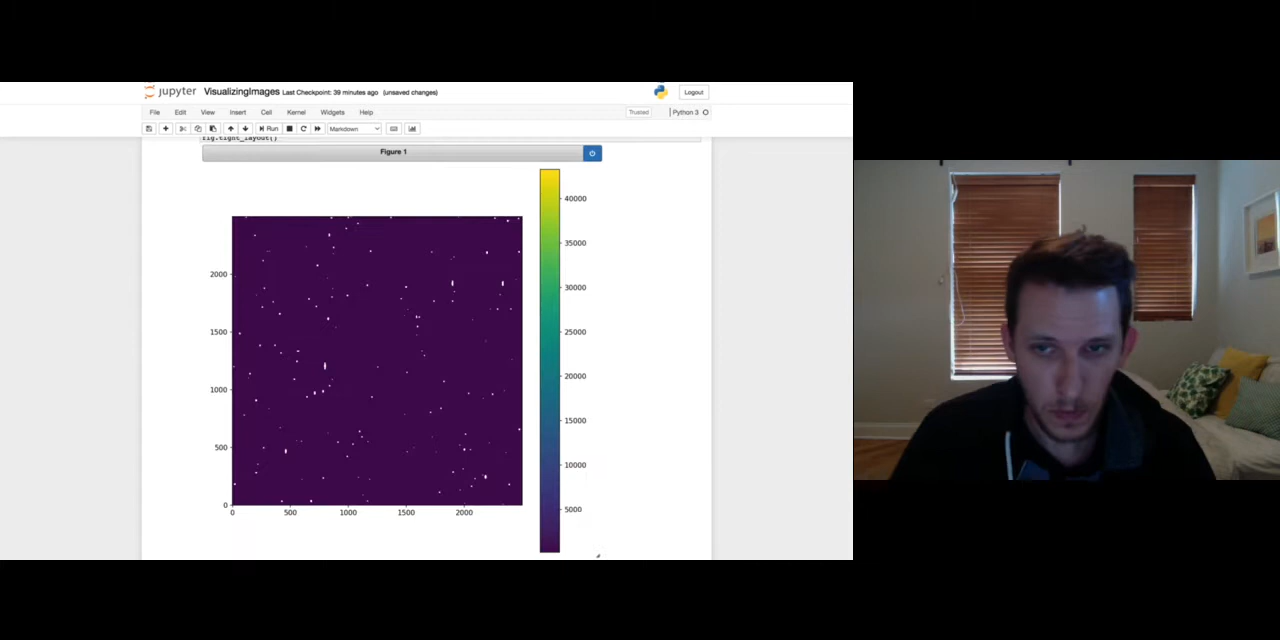 jupyter VisualizingImages Last Checkpoint: 39 minutes ago (unsaved changes) Logout
File Edit View Insert Cell Kernel Widgets Help Trusted Python 3
Run Markdown
fig.tight_layout()
Figure 1
40000
35000
30000
25000
20000
15000
10000
5000
2000
1500
1000
500
0
0 500 1000 1500 2000